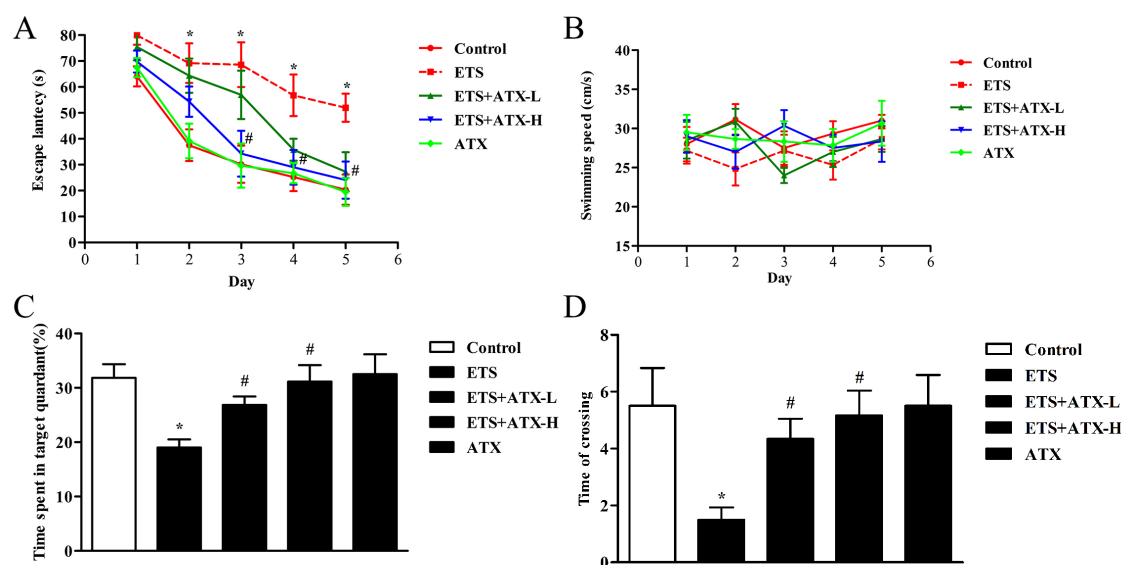 A
Escape lantecy (s)
80
70
60
50
40
30
20
10
0
0 1 2 3 4 5 6
Day
* * * *
# # #
Control
ETS
ETS+ATX-L
ETS+ATX-H
ATX
B
Swimming speed (cm/s)
40
35
30
25
20
15
0 1 2 3 4 5 6
Day
Control
ETS
ETS+ATX-L
ETS+ATX-H
ATX
C
Time spent in target quardant(%)
40
30
20
10
0
* # #
Control
ETS
ETS+ATX-L
ETS+ATX-H
ATX
D
Time of crossing
8
6
4
2
0
* # #
Control
ETS
ETS+ATX-L
ETS+ATX-H
ATX